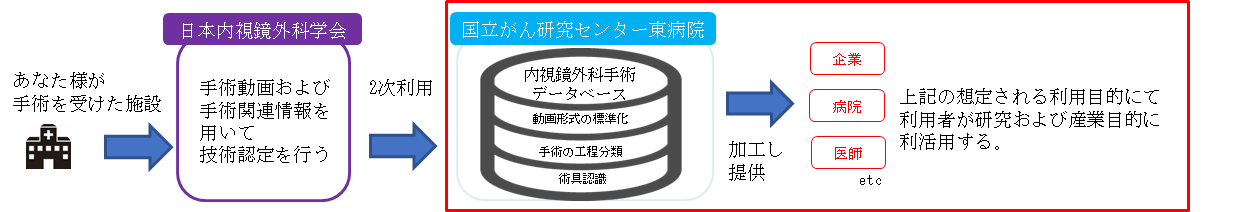 あなた様が
手術を受けた施設
日本内視鏡外科学会
手術動画および
手術関連情報を
用いて
技術認定を行う
2次利用
国立がん研究センター東病院
内視鏡外科手術
データベース
動画形式の標準化
手術の工程分類
術具認識
加工し
提供
企業
病院
医師
etc
上記の想定される利用目的にて
利用者が研究および産業目的に
利活用する。